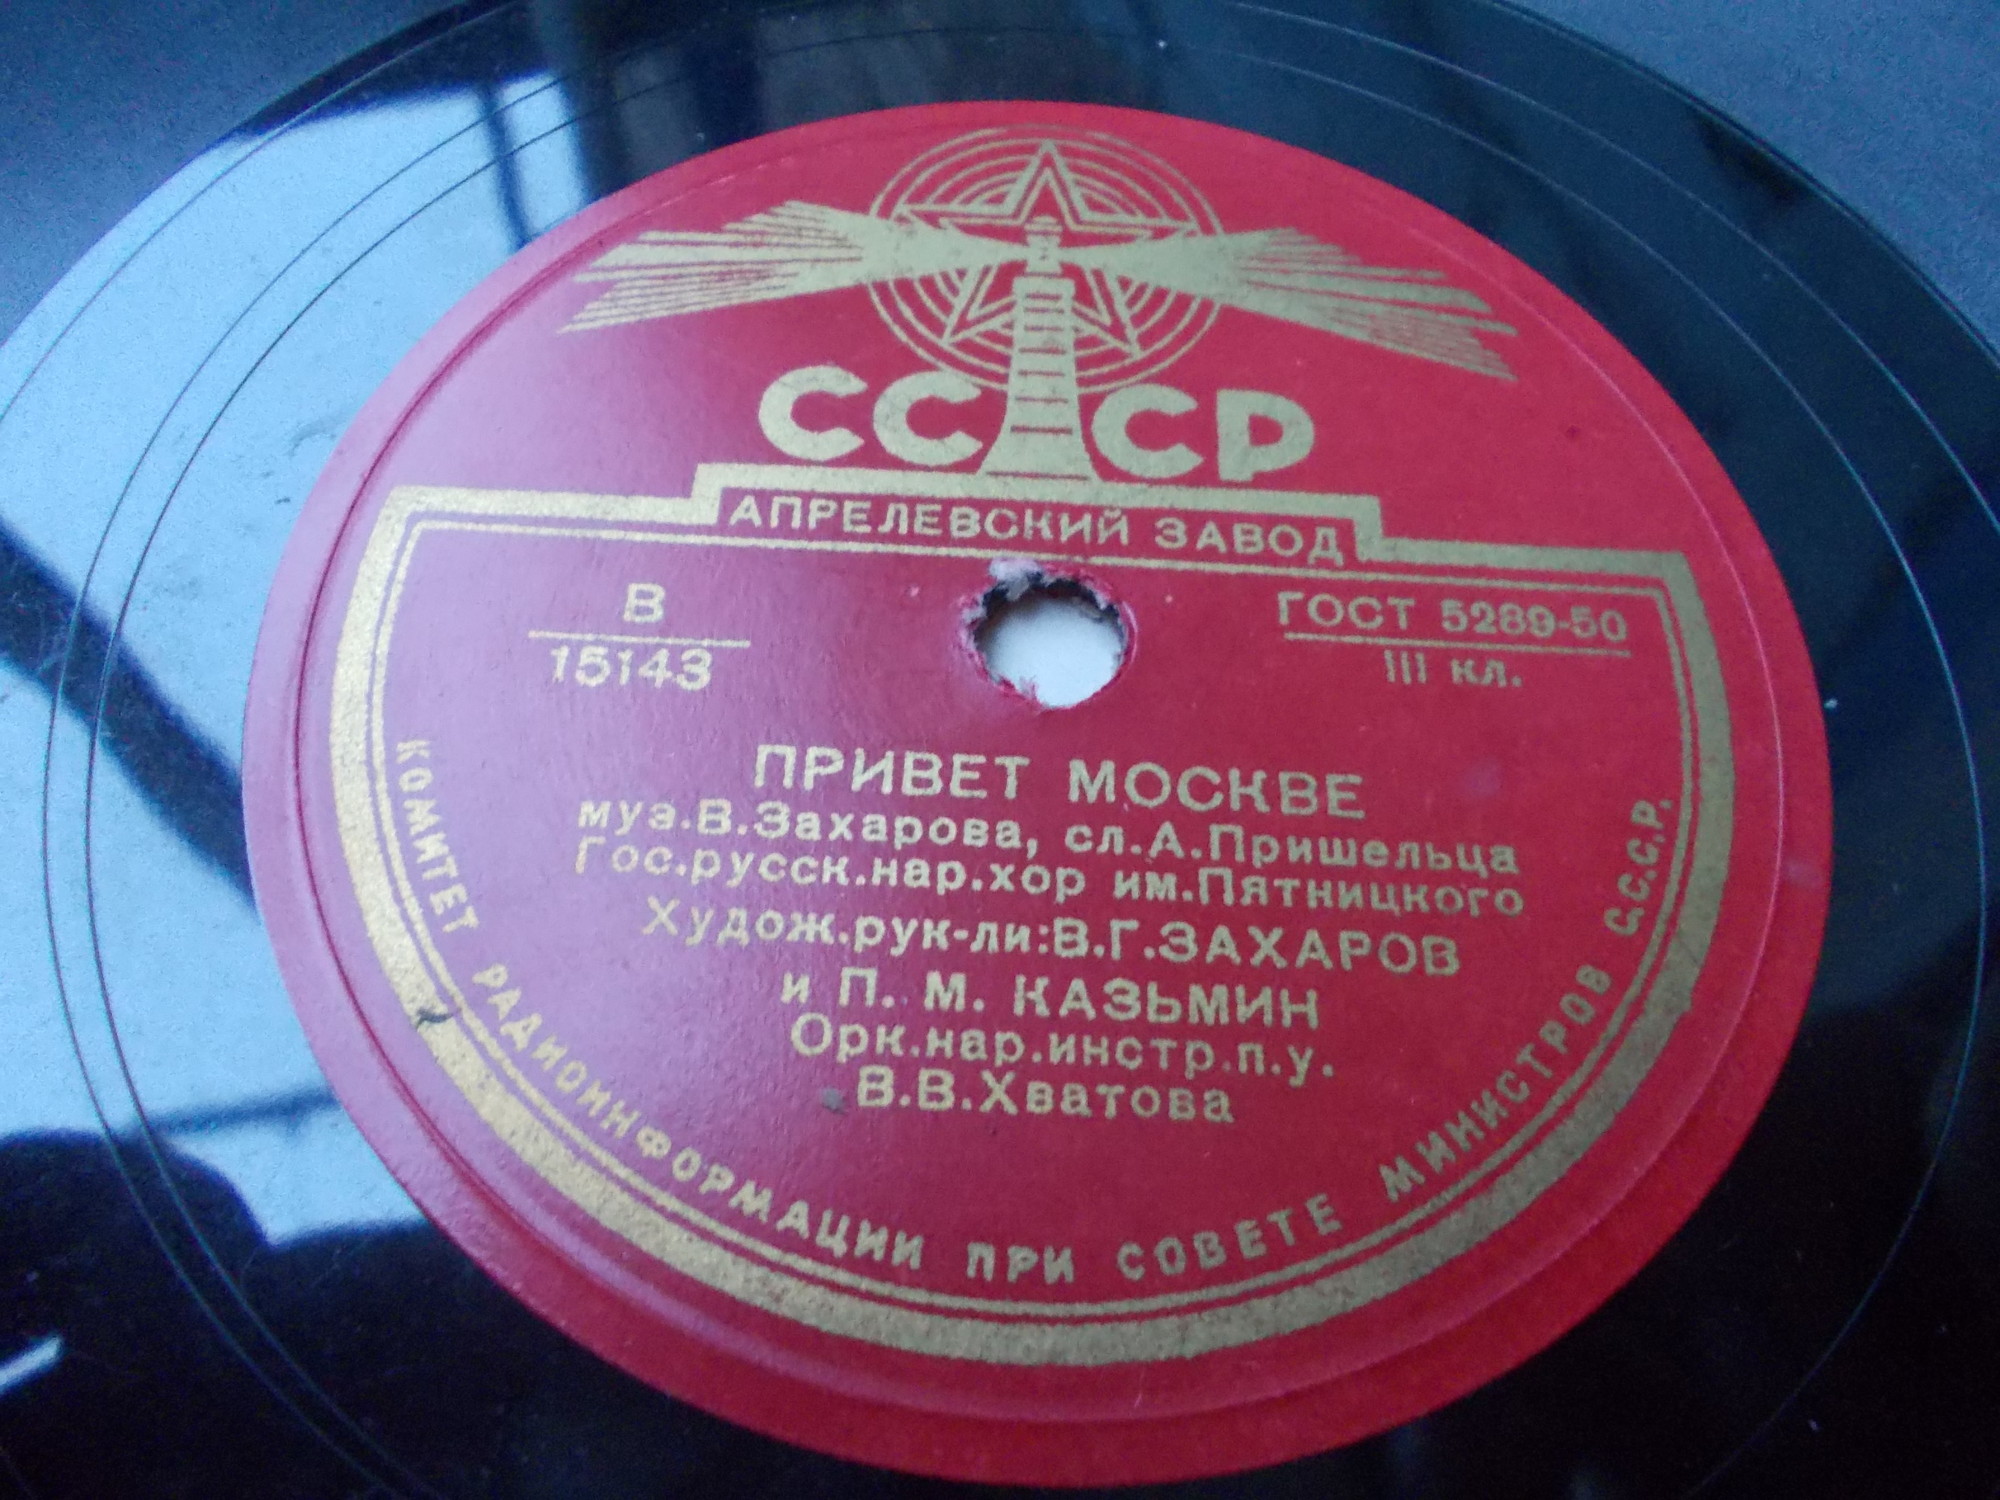 СССР
АПРЕЛЕВСКИЙ ЗАВОД
В
15143
ГОСТ 5289-50
III кл.
ПРИВЕТ МОСКВЕ
муз.В.Захарова, сл.А.Пришельца
Гос.русск.нар.хор им.Пятницкого
Худож.рук-ли:В.Г.ЗАХАРОВ
и П. М. КАЗЬМИН
Орк.нар.инстр.п.у.
В.В.Хватова
КОМИТЕТ РАДИОИНФОРМАЦИИ ПРИ СОВЕТЕ МИНИСТРОВ С.С.С.Р.